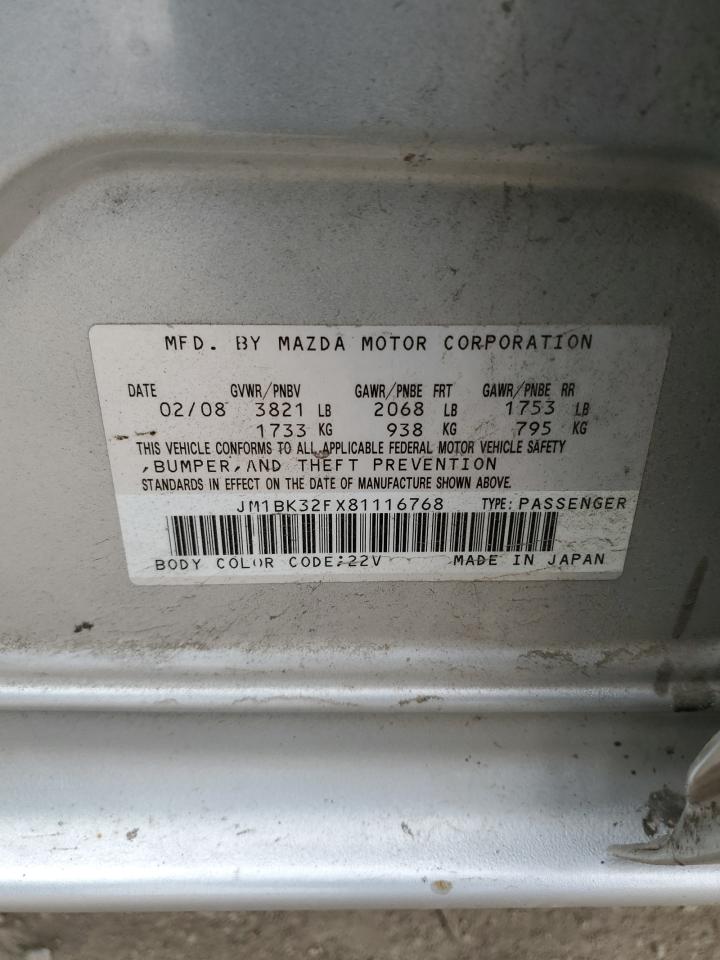 MFD. BY MAZDA MOTOR CORPORATION
DATE GVWR/PNBV GAWR/PNBE FRT GAWR/PNBE RR
02/08 3821 LB 2068 LB 1753 LB
1733 KG 938 KG 795 KG
THIS VEHICLE CONFORMS TO ALL APPLICABLE FEDERAL MOTOR VEHICLE SAFETY
,BUMPER,AND THEFT PREVENTION
STANDARDS IN EFFECT ON THE DATE OF MANUFACTURE SHOWN ABOVE.
JM1BK32FX81116768 TYPE: PASSENGER
BODY COLOR CODE:22V MADE IN JAPAN